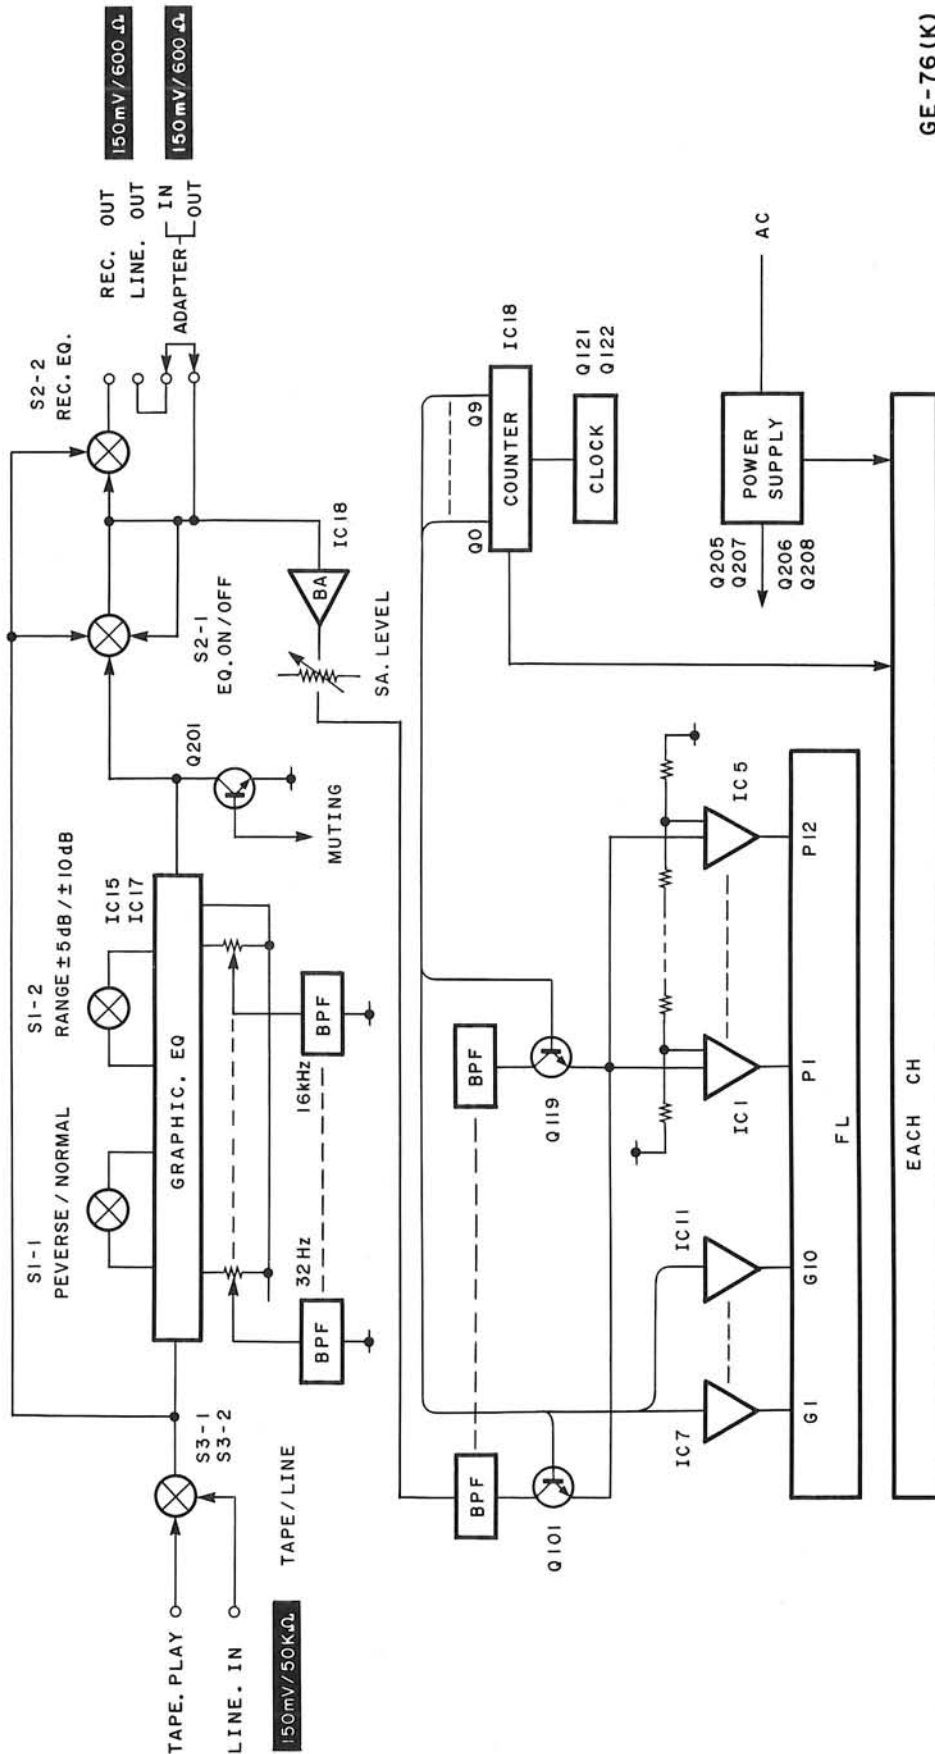 TAPE. PLAY
LINE. IN
150mV/50KΩ
TAPE/LINE
S3-1
S3-2
S1-1
PEVERSE / NORMAL
S1-2
RANGE ±5dB/±10dB
GRAPHIC. EQ
IC15
IC17
32Hz
16kHz
BPF
BPF
Q201
MUTING
S2-1
EQ. ON/OFF
S2-2
REC. EQ.
REC. OUT
150mV/600Ω
LINE. OUT
ADAPTER
IN
OUT
150mV/600Ω
BA
IC18
SA. LEVEL
BPF
BPF
Q101
Q119
Q0
Q9
COUNTER
IC18
CLOCK
Q121
Q122
IC7
IC11
IC1
IC5
G1
G10
P1
P12
FL
POWER
SUPPLY
AC
Q205
Q207
Q206
Q208
EACH CH
GE-76(K)